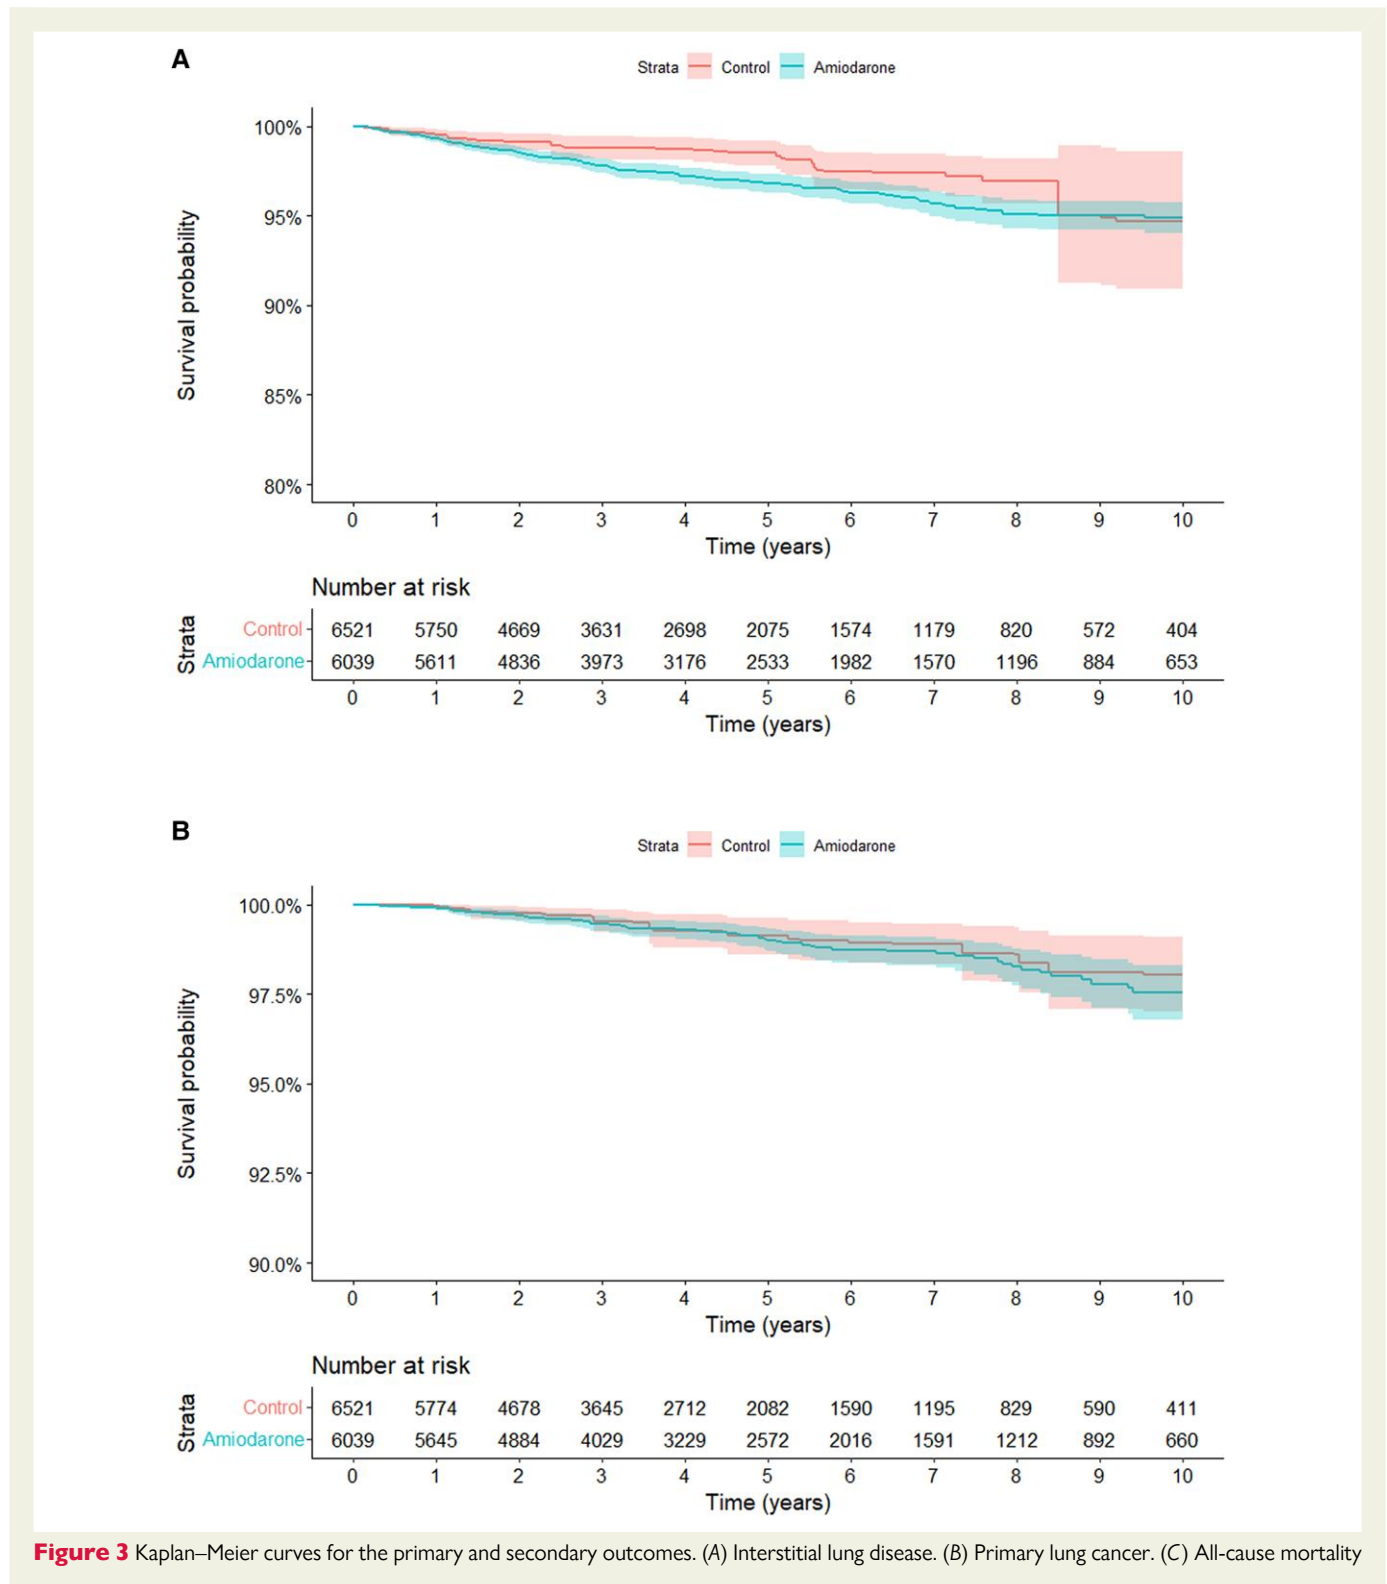 A
Strata Control Amiodarone
100%
95%
90%
85%
80%
Survival probability
0 1 2 3 4 5 6 7 8 9 10
Time (years)
Number at risk
Strata
Control 6521 5750 4669 3631 2698 2075 1574 1179 820 572 404
Amiodarone 6039 5611 4836 3973 3176 2533 1982 1570 1196 884 653
0 1 2 3 4 5 6 7 8 9 10
Time (years)
B
Strata Control Amiodarone
100.0%
97.5%
95.0%
92.5%
90.0%
Survival probability
0 1 2 3 4 5 6 7 8 9 10
Time (years)
Number at risk
Strata
Control 6521 5774 4678 3645 2712 2082 1590 1195 829 590 411
Amiodarone 6039 5645 4884 4029 3229 2572 2016 1591 1212 892 660
0 1 2 3 4 5 6 7 8 9 10
Time (years)
Figure 3 Kaplan–Meier curves for the primary and secondary outcomes. (A) Interstitial lung disease. (B) Primary lung cancer. (C) All-cause mortality